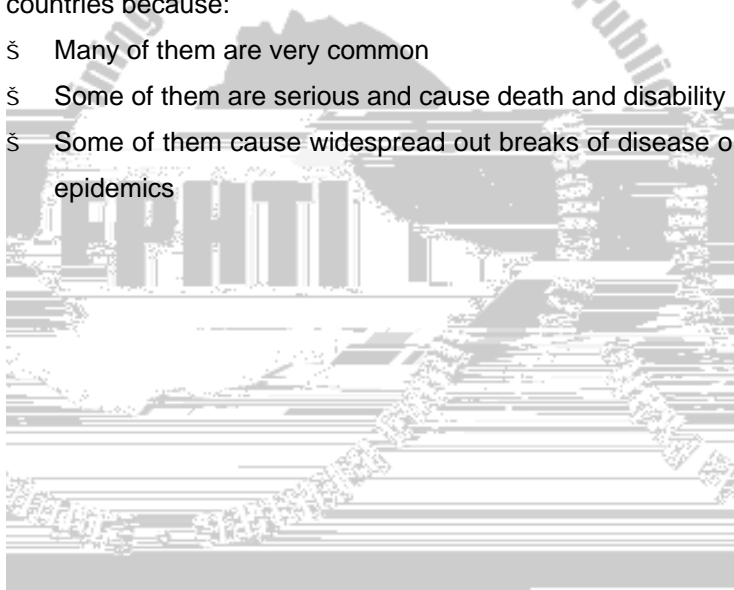 countries because:
š Many of them are very common
š Some of them are serious and cause death and disability
š Some of them cause widespread out breaks of disease o
epidemics
EPHTI